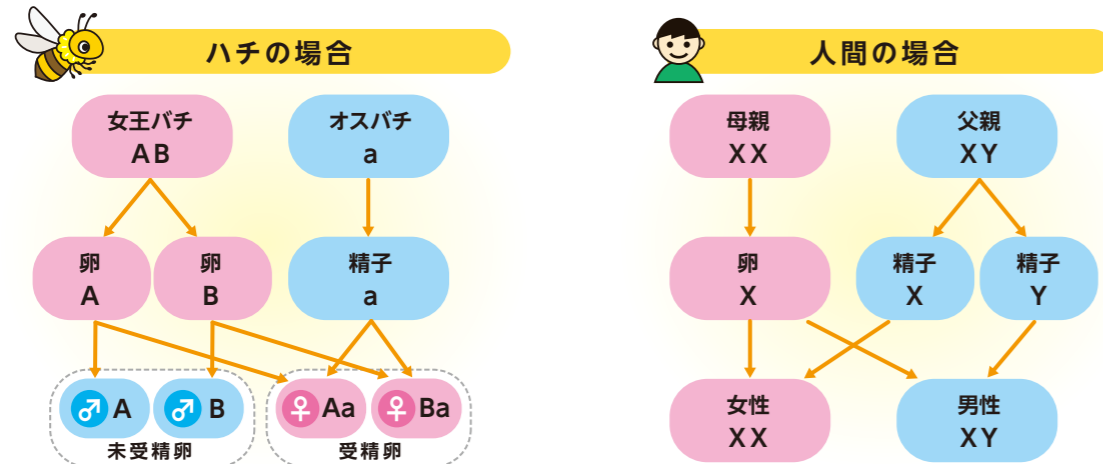 ハチの場合
女王バチ
AB
オスバチ
a
卵
A
卵
B
精子
a
♂ A
♂ B
♀ Aa
♀ Ba
未受精卵
受精卵
人間の場合
母親
XX
父親
XY
卵
X
精子
X
精子
Y
女性
XX
男性
XY